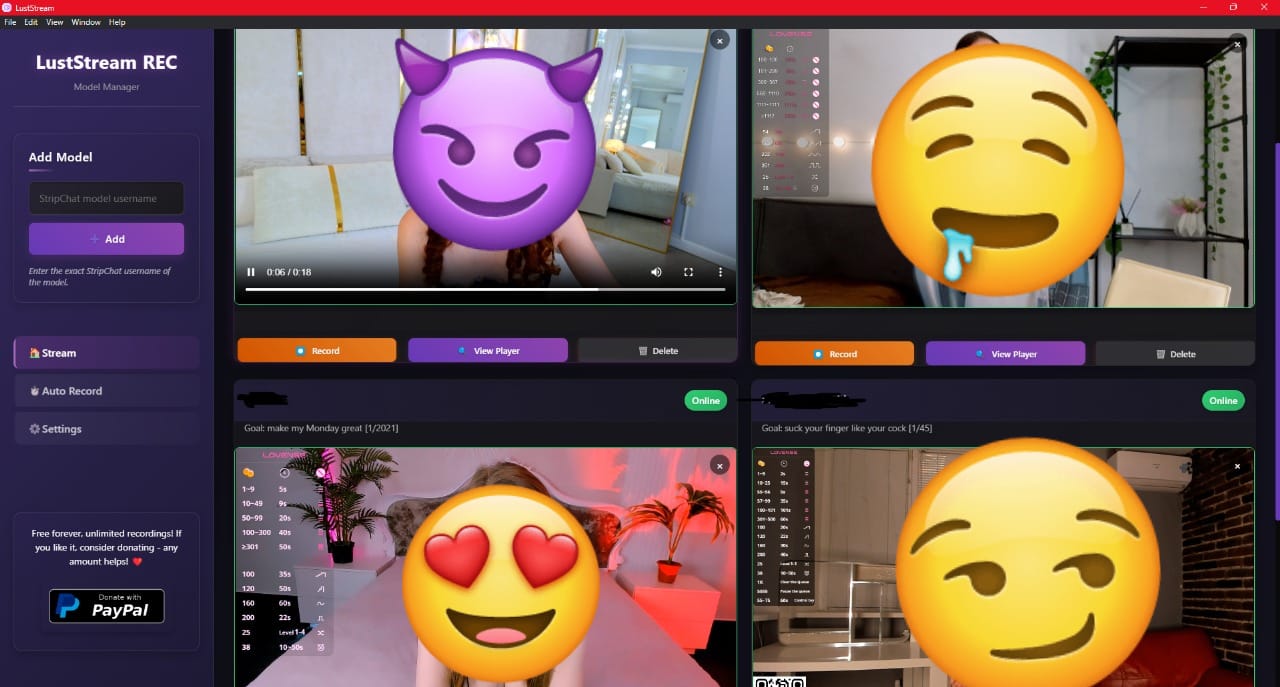 LustStream
File Edit View Window Help
LustStream REC
Model Manager
Add Model
StripChat model username
+ Add
Enter the exact StripChat username of
the model.
Stream
Auto Record
Settings
Free forever, unlimited recordings! If
you like it, consider donating - any
amount helps! ❤️
Donate with
PayPal
0:06 / 0:18
Record View Player Delete
LOVENSE
Record View Player Delete
Online
Goal: make my Monday great [1/2021]
LOVENSE
1~9 5s
10~49 9s
50~99 20s
100~300 40s
≥301 50s
100 35s
120 50s
160 60s
200 22s
25 Level 1-4
38 10~50s
Online
Goal: suck your finger like your cock [1/45]
LOVENSE